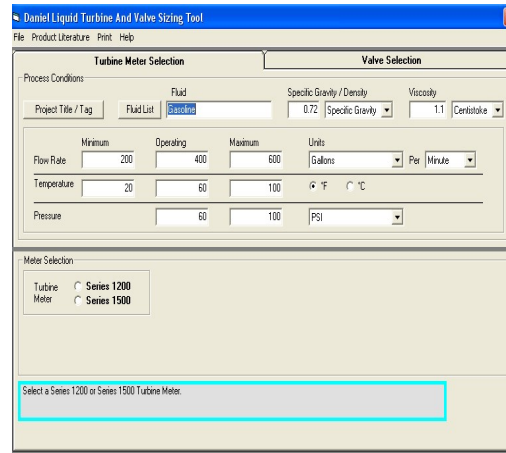 Daniel Liquid Turbine And Valve Sizing Tool
File Product Literature Print Help
Turbine Meter Selection Valve Selection
Process Conditions
Fluid Specific Gravity / Density Viscosity
Project Title / Tag Fluid List Gasoline 0.72 Specific Gravity 1.1 Centistoke
Minimum Operating Maximum Units
Flow Rate 200 400 600 Gallons Per Minute
Temperature 20 60 100 °F °C
Pressure 60 100 PSI
Meter Selection
Turbine Series 1200
Meter Series 1500
Select a Series 1200 or Series 1500 Turbine Meter.